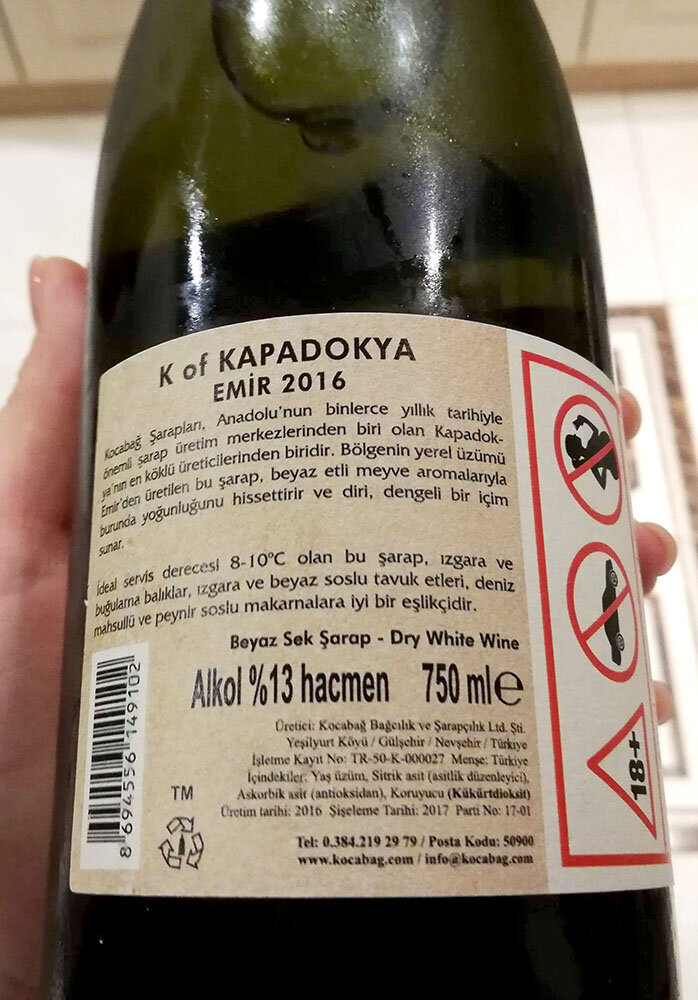 K of KAPADOKYA
EMİR 2016
Kocabağ Şarapları, Anadolu'nun binlerce yıllık tarihiyle
önemli şarap üretim merkezlerinden biri olan Kapadok-
ya'nın en köklü üreticilerinden biridir. Bölgenin yerel üzümü
Emir'den üretilen bu şarap, beyaz etli meyve aromalarıyla
burunda yoğunluğunu hissettirir ve diri, dengeli bir içim
sunar.
İdeal servis derecesi 8-10°C olan bu şarap, ızgara ve
buğulama balıklar, ızgara ve beyaz soslu tavuk etleri, deniz
mahsullü ve peynir soslu makarnalara iyi bir eşlikçidir.
Beyaz Sek Şarap - Dry White Wine
Alkol %13 hacmen 750 ml e
Üretici: Kocabağ Bağcılık ve Şarapçılık Ltd. Şti.
Yeşilyurt Köyü / Gülşehir / Nevşehir / Türkiye
İşletme Kayıt No: TR-50-K-000027 Menşe: Türkiye
İçindekiler: Yaş üzüm, Sitrik asit (asitlik düzenleyici),
Askorbik asit (antioksidan), Koruyucu (Kükürtdioksit)
Üretim tarihi: 2016 Şişeleme Tarihi: 2017 Parti No: 17-01
Tel: 0.384.219 29 79 / Posta Kodu: 50900
www.kocabag.com / info@kocabag.com
8 694556 149102
TM
18+